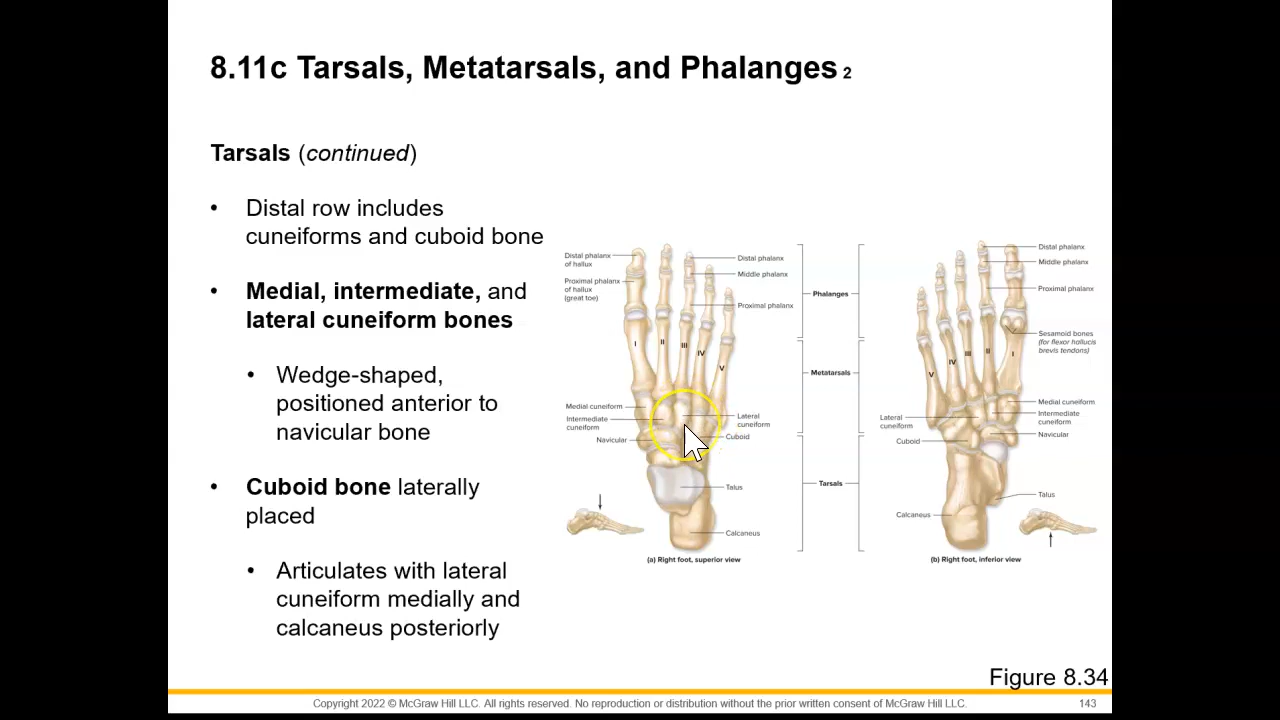 8.11c Tarsals, Metatarsals, and Phalanges 2
Tarsals (continued)
• Distal row includes
cuneiforms and cuboid bone
• Medial, intermediate, and
lateral cuneiform bones
• Wedge-shaped,
positioned anterior to
navicular bone
• Cuboid bone laterally
placed
• Articulates with lateral
cuneiform medially and
calcaneus posteriorly
Distal phalanx
of hallux
Proximal phalanx
of hallux
(great toe)
I
II
III
IV
V
Medial cuneiform
Intermediate
cuneiform
Navicular
Distal phalanx
Middle phalanx
Proximal phalanx
Lateral
cuneiform
Cuboid
Talus
Calcaneus
(a) Right foot, superior view
Phalanges
Metatarsals
Tarsals
Distal phalanx
Middle phalanx
Proximal phalanx
Sesamoid bones
(for flexor hallucis
brevis tendons)
V
IV
III
II
I
Lateral
cuneiform
Cuboid
Calcaneus
Medial cuneiform
Intermediate
cuneiform
Navicular
Talus
(b) Right foot, inferior view
Figure 8.34
Copyright 2022 © McGraw Hill LLC. All rights reserved. No reproduction or distribution without the prior written consent of McGraw Hill LLC.
143